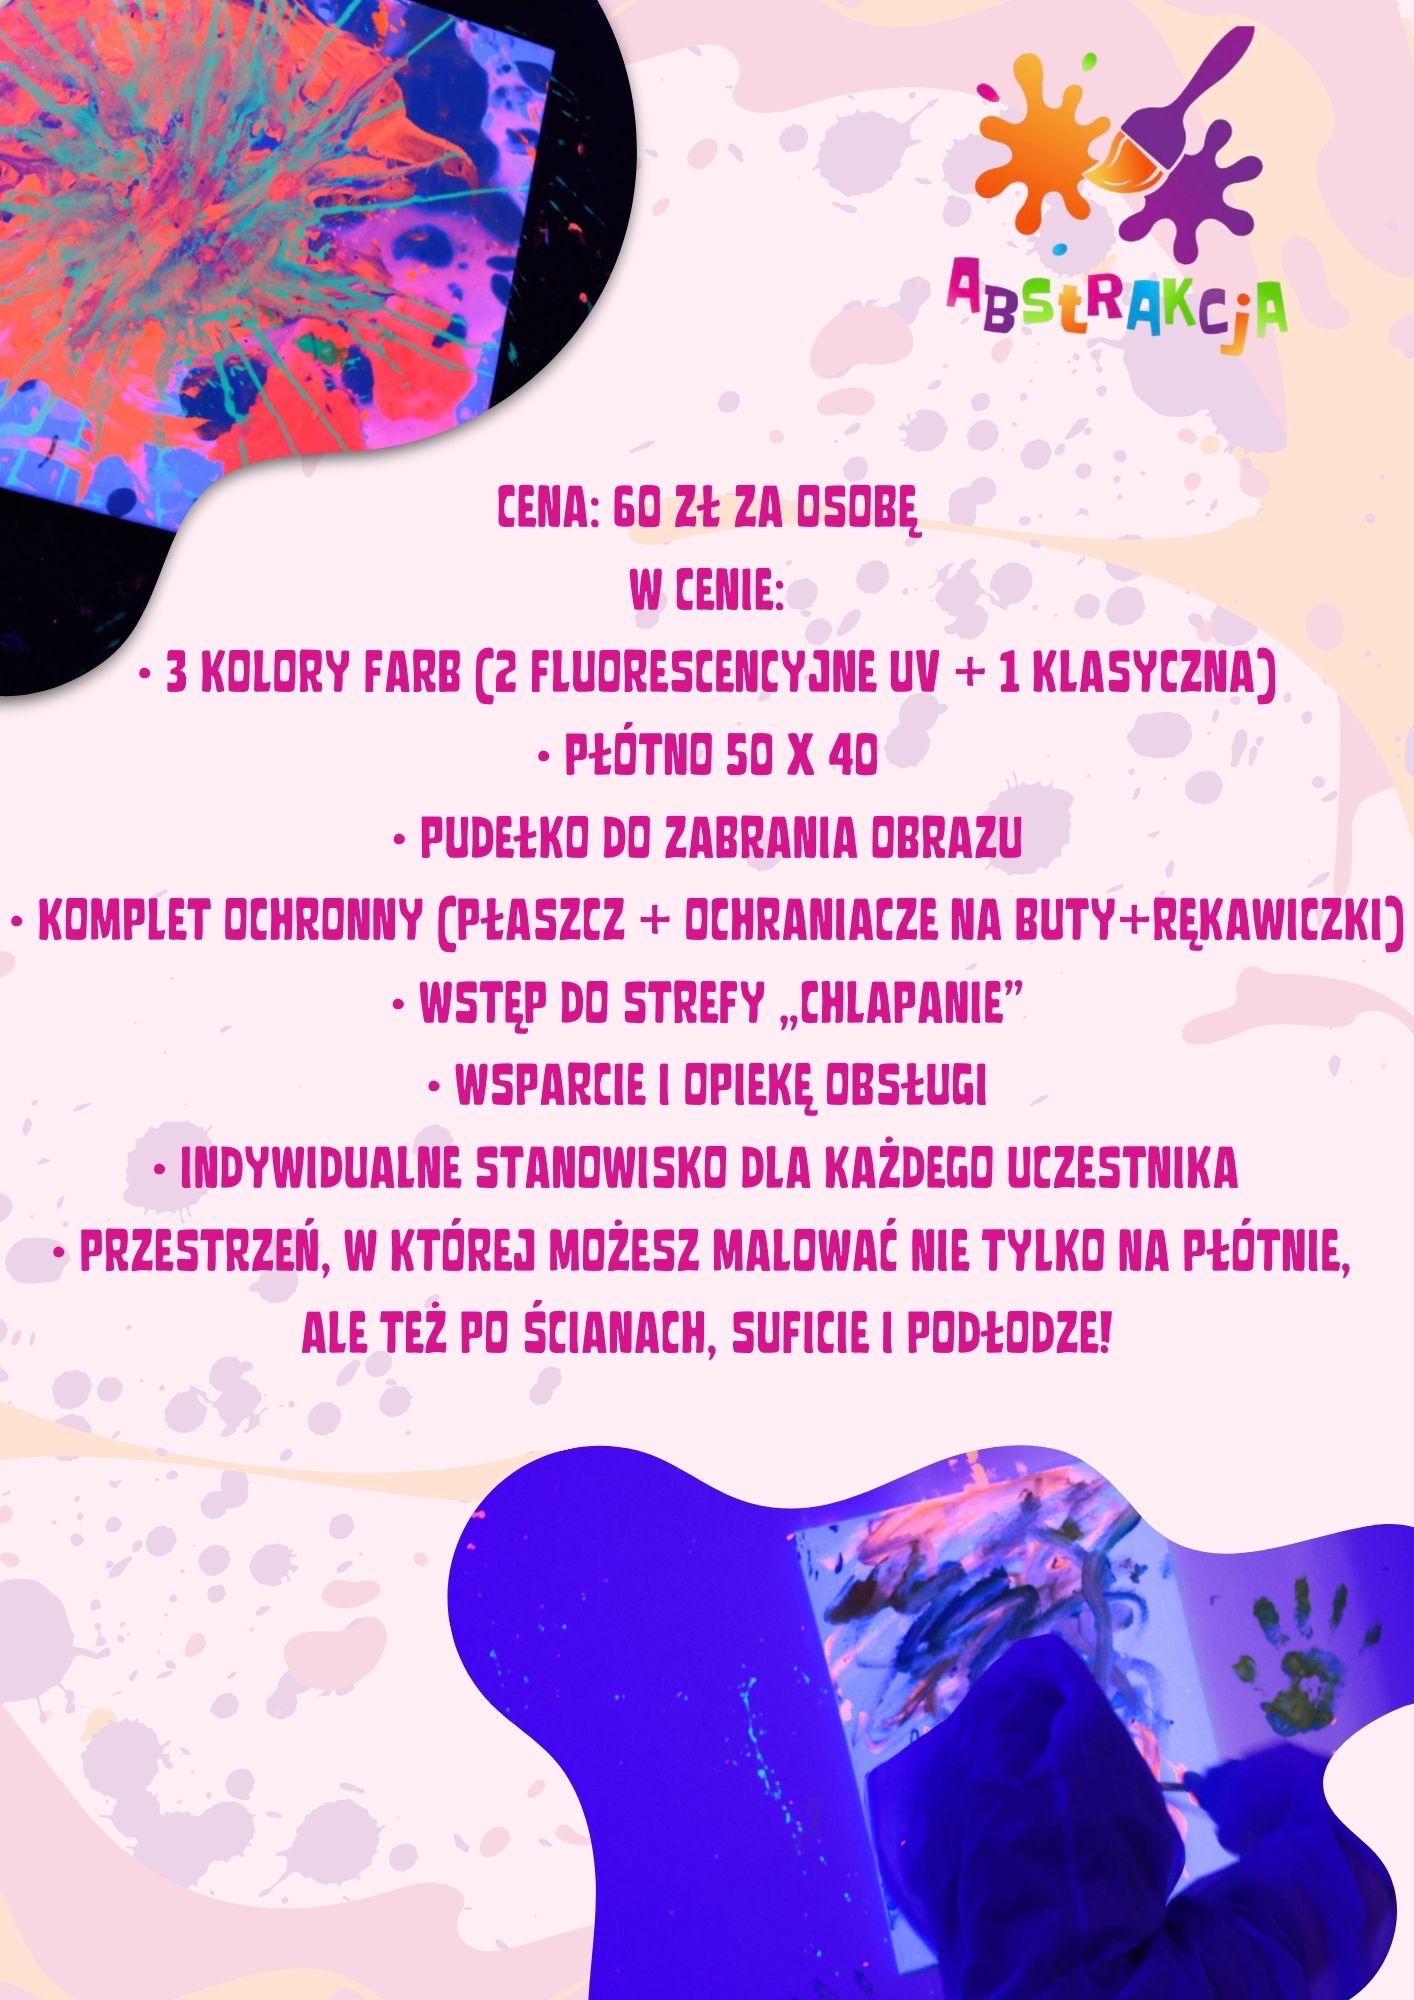 ABStRAKCjA
CENA: 60 ZŁ ZA OSOBĘ
W CENIE:
• 3 KOLORY FARB (2 FLUORESCENCYJNE UV + 1 KLASYCZNA)
• PŁÓTNO 50 X 40
• PUDEŁKO DO ZABRANIA OBRAZU
• KOMPLET OCHRONNY (PŁASZCZ + OCHRANIACZE NA BUTY+RĘKAWICZKI)
• WSTĘP DO STREFY „CHLAPANIE”
• WSPARCIE I OPIEKĘ OBSŁUGI
• INDYWIDUALNE STANOWISKO DLA KAŻDEGO UCZESTNIKA
• PRZESTRZEŃ, W KTÓREJ MOŻESZ MALOWAĆ NIE TYLKO NA PŁÓTNIE,
ALE TEŻ PO ŚCIANACH, SUFICIE I PODŁODZE!